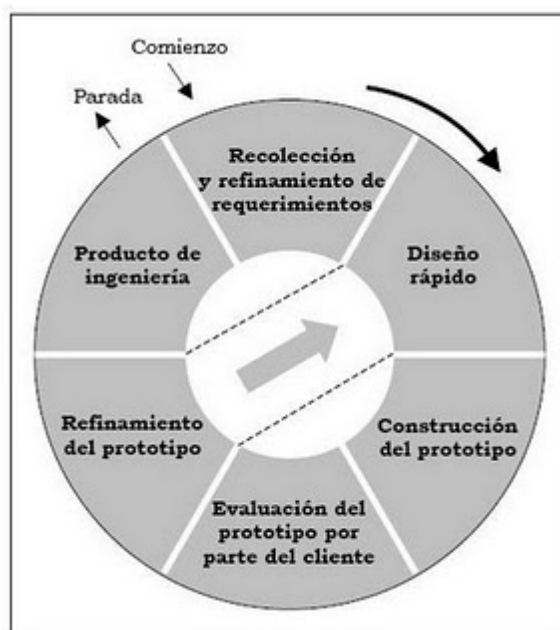 Comienzo
Parada
Recolección
y refinamiento de
requerimientos
Diseño
rápido
Construcción
del prototipo
Evaluación del
prototipo por
parte del cliente
Refinamiento
del prototipo
Producto de
ingeniería